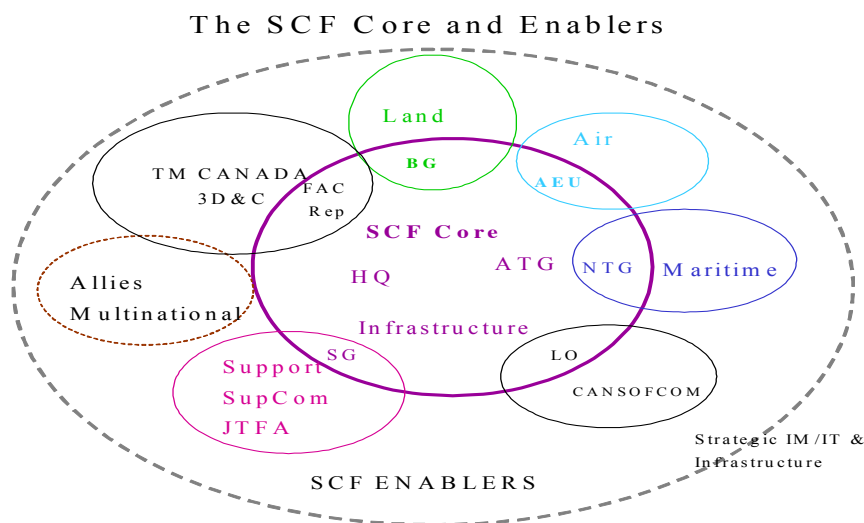 The SCF Core and Enablers
Land
BG
Air
AEU
TM CANADA
3D&C
FAC
Rep
SCF Core
HQ
ATG
NTG
Maritime
Allies
Multinational
Infrastructure
SG
Support
SupCom
JTFA
LO
CANSOFCOM
Strategic IM/IT &
Infrastructure
SCF ENABLERS